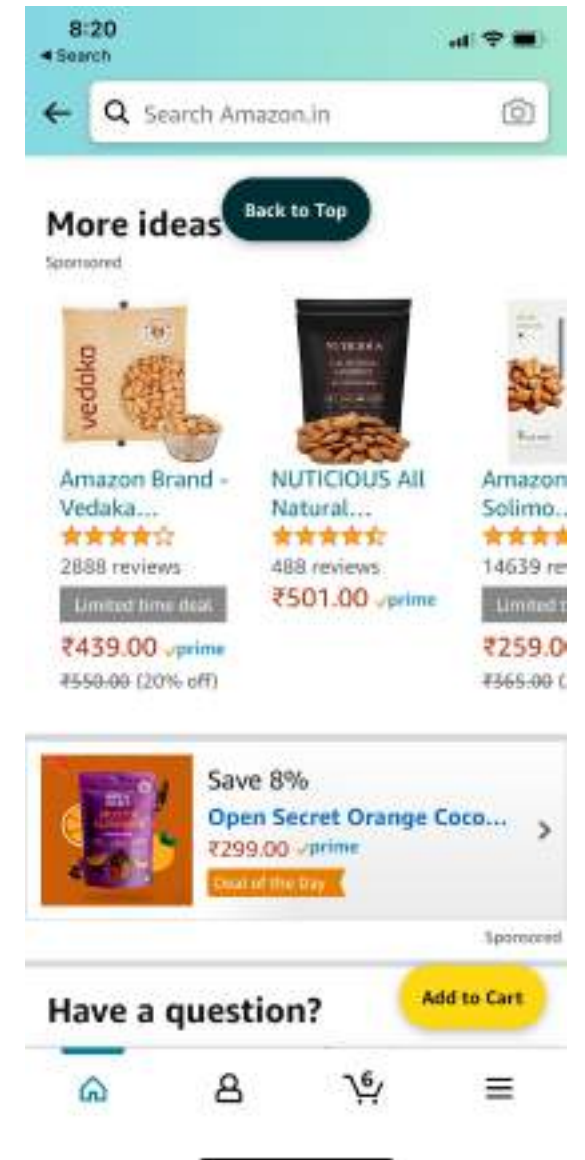 8:20
◀ Search
Search Amazon.in
Back to Top
More ideas
Sponsored
vedaka
Amazon Brand -
Vedaka...
2888 reviews
Limited time deal
₹439.00 prime
₹550.00 (20% off)
NUTICIOUS All
Natural...
488 reviews
₹501.00 prime
Amazon
Solimo..
14639 re
Limited t
₹259.0
₹365.00 (
Save 8%
Open Secret Orange Coco...
₹299.00 prime
Deal of the Day
Sponsored
Have a question?
Add to Cart
6